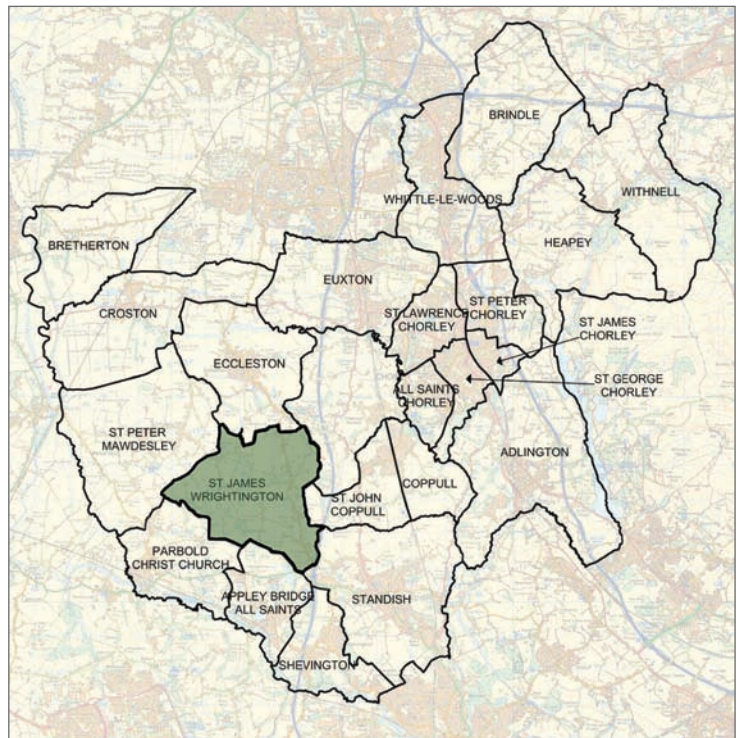 BRINDLE
WITHNELL
WHITTLE-LE-WOODS
HEAPEY
BRETHERTON
EUXTON
CROSTON
ST LAWRENCE
CHORLEY
ST PETER
CHORLEY
ST JAMES
CHORLEY
ECCLESTON
ALL SAINTS
CHORLEY
ST GEORGE
CHORLEY
ST PETER
MAWDESLEY
ADLINGTON
ST JAMES
WRIGHTINGTON
COPPULL
ST JOHN
COPPULL
PARBOLD
CHRIST CHURCH
APPLEY BRIDGE
ALL SAINTS
STANDISH
SHEVINGTON